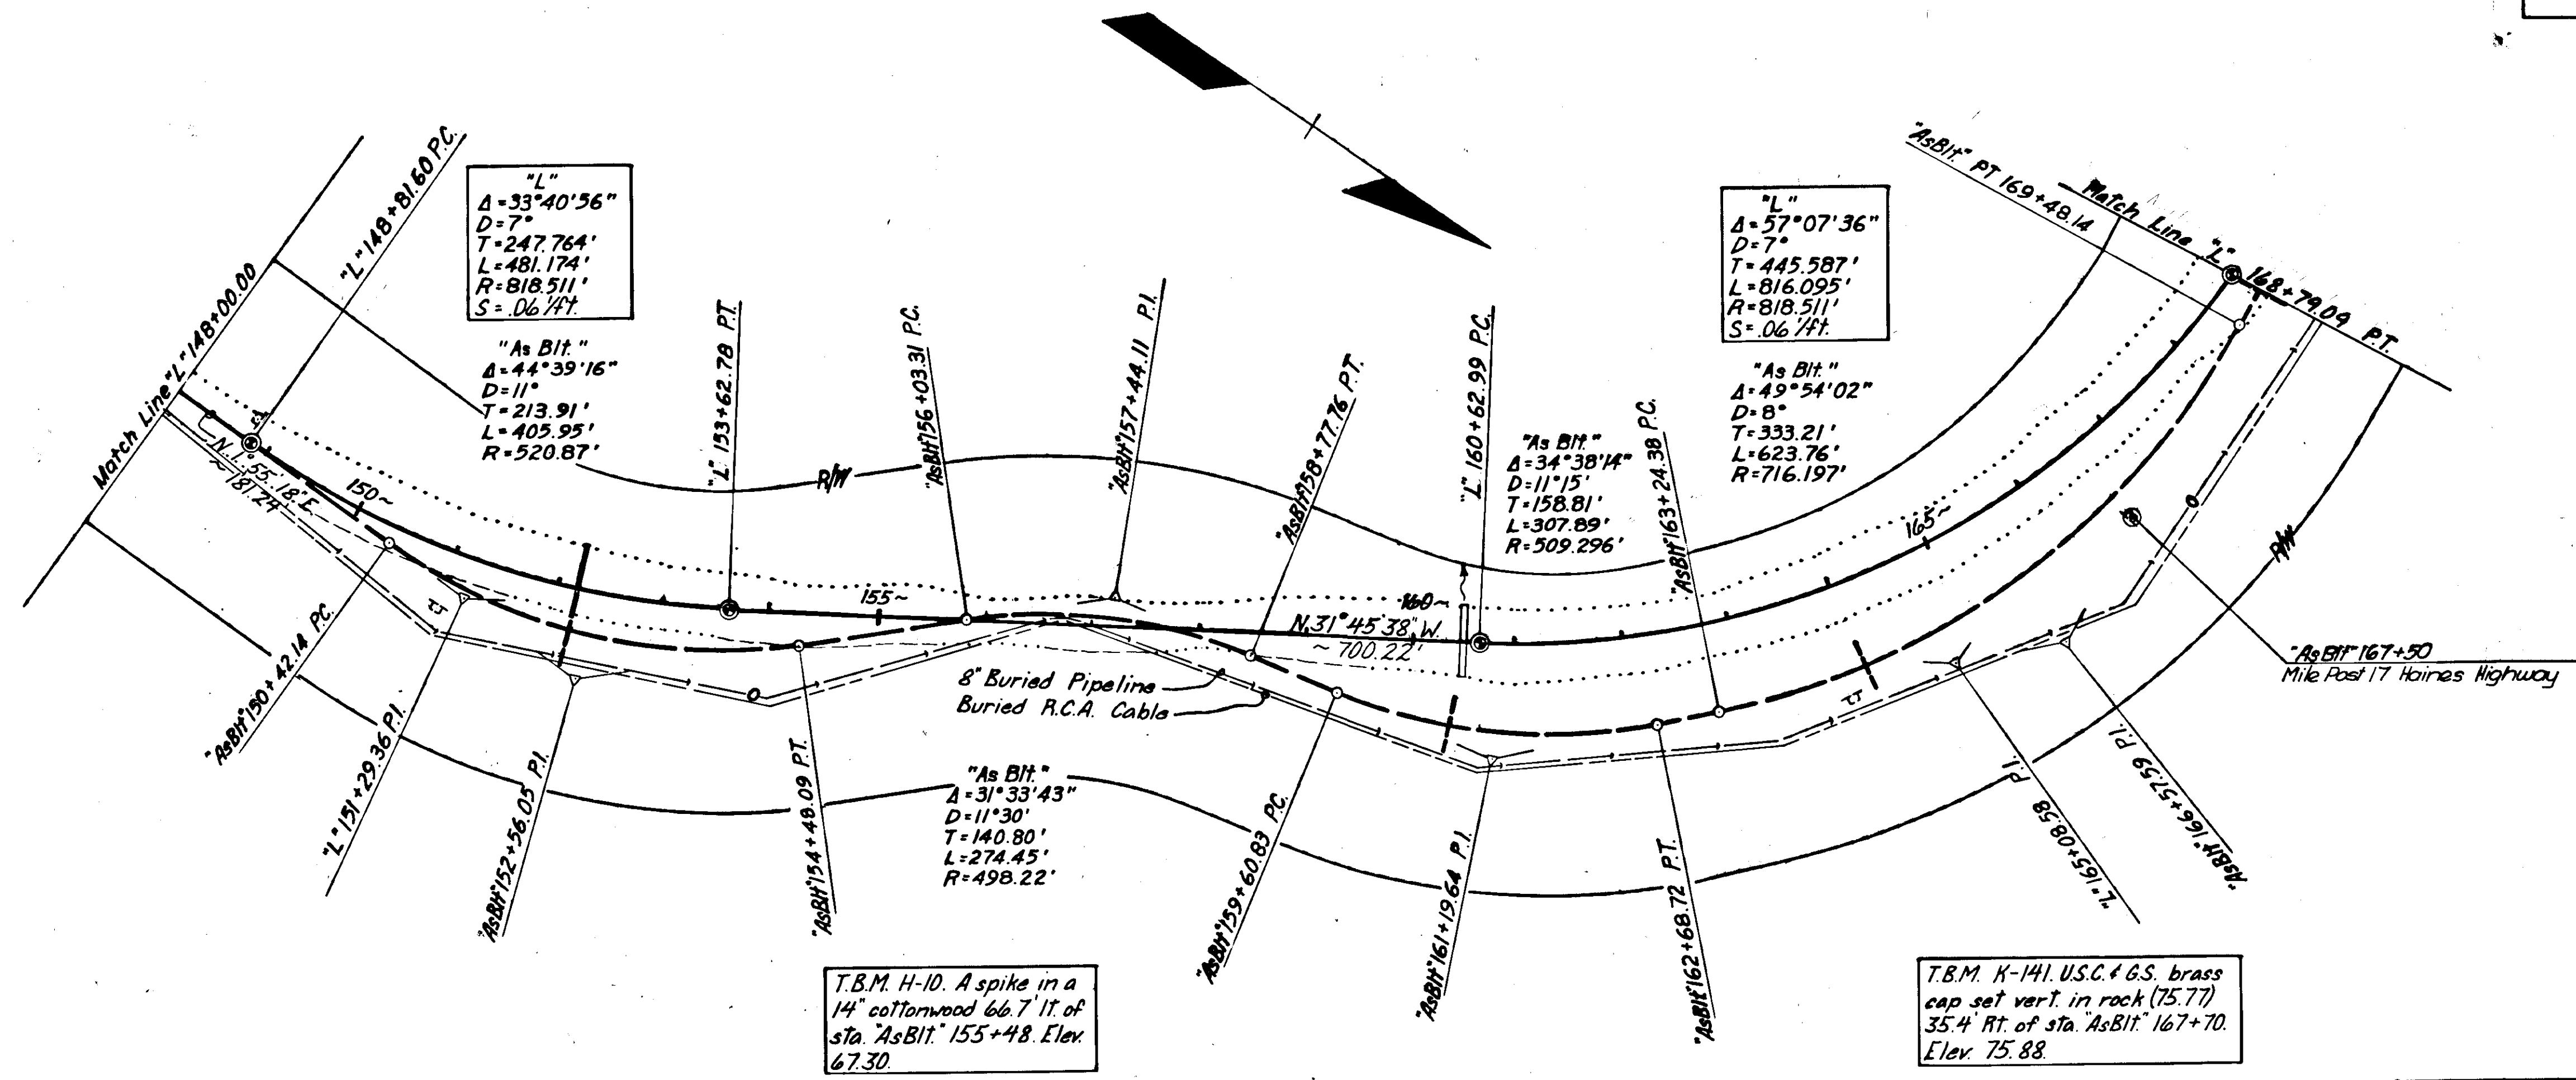 Match Line "L" 148+00.00
"L" 148+81.60 P.C.
N.1°55'18"E.
~ 181.24
150~
"L"
Δ=33°40'56"
D=7°
T=247.764'
L=481.174'
R=818.511'
S=.06'/ft.
"As Blt."
Δ=44°39'16"
D=11°
T=213.91'
L=405.95'
R=520.87'
"L" 153+62.78 P.T.
R/W
"AsBlt" 156+03.31 P.C.
"AsBlt" 157+44.11 P.I.
"AsBlt" 158+77.76 P.T.
"L" 160+62.99 P.C.
155~
160~
N.31°45'38"W.
~ 700.22'
"As Blt."
Δ=34°38'14"
D=11°15'
T=158.81'
L=307.89'
R=509.296'
"AsBlt" 163+24.38 P.C.
"L"
Δ=57°07'36"
D=7°
T=445.587'
L=816.095'
R=818.511'
S=.06'/ft.
"As Blt."
Δ=49°54'02"
D=8°
T=333.21'
L=623.76'
R=716.197'
165~
"AsBlt." PT 169+48.14
Match Line "L" 168+79.09 P.T.
R/W
"AsBlt" 167+50
Mile Post 17 Haines Highway
8" Buried Pipeline
Buried R.C.A. Cable
"AsBlt" 150+42.14 P.C.
"L" 151+29.36 P.I.
"AsBlt" 152+56.05 P.I.
"AsBlt" 154+48.09 P.T.
"As Blt."
Δ=31°33'43"
D=11°30'
T=140.80'
L=274.45'
R=498.22'
"AsBlt" 159+60.83 P.C.
"AsBlt" 161+19.64 P.I.
"AsBlt" 162+68.72 P.T.
"L" 165+08.58 P.I.
"AsBlt" 166+57.59 P.I.
T.B.M. H-10. A spike in a
14" cottonwood 66.7' lt. of
sta. "AsBlt." 155+48. Elev.
67.30.
T.B.M. K-141. U.S.C. & G.S. brass
cap set vert. in rock (75.77)
35.4' Rt. of sta. "AsBlt." 167+70.
Elev. 75.88.